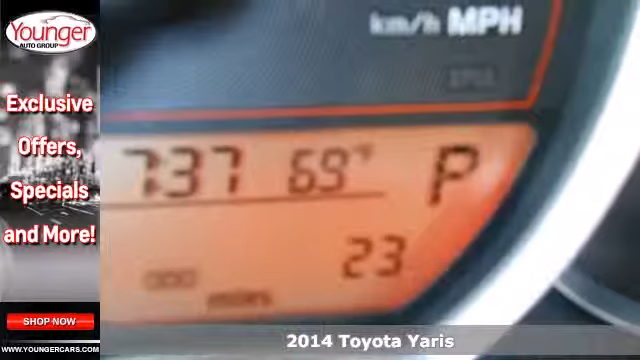 Younger
AUTO GROUP
Exclusive
Offers,
Specials
and More!
SHOP NOW
WWW.YOUNGERCARS.COM
km/h MPH
7:37 69°F P
23
miles
2014 Toyota Yaris